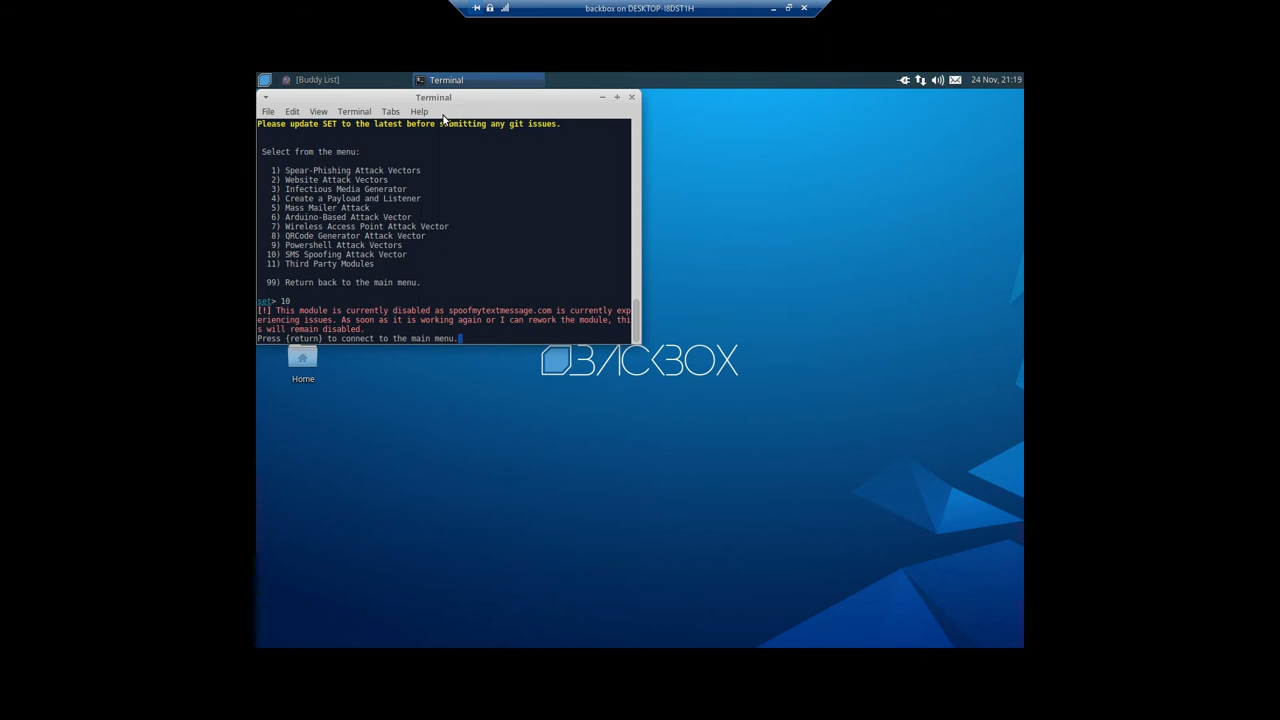 backbox on DESKTOP-I8DST1H
[Buddy List]
Terminal
24 Nov, 21:19
Terminal
File Edit View Terminal Tabs Help
Please update SET to the latest before submitting any git issues.
Select from the menu:
1) Spear-Phishing Attack Vectors
2) Website Attack Vectors
3) Infectious Media Generator
4) Create a Payload and Listener
5) Mass Mailer Attack
6) Arduino-Based Attack Vector
7) Wireless Access Point Attack Vector
8) QRCode Generator Attack Vector
9) Powershell Attack Vectors
10) SMS Spoofing Attack Vector
11) Third Party Modules
99) Return back to the main menu.
set> 10
[!] This module is currently disabled as spoofmytextmessage.com is currently exp
eriencing issues. As soon as it is working again or I can rework the module, thi
s will remain disabled.
Press {return} to connect to the main menu.
BACKBOX
Home